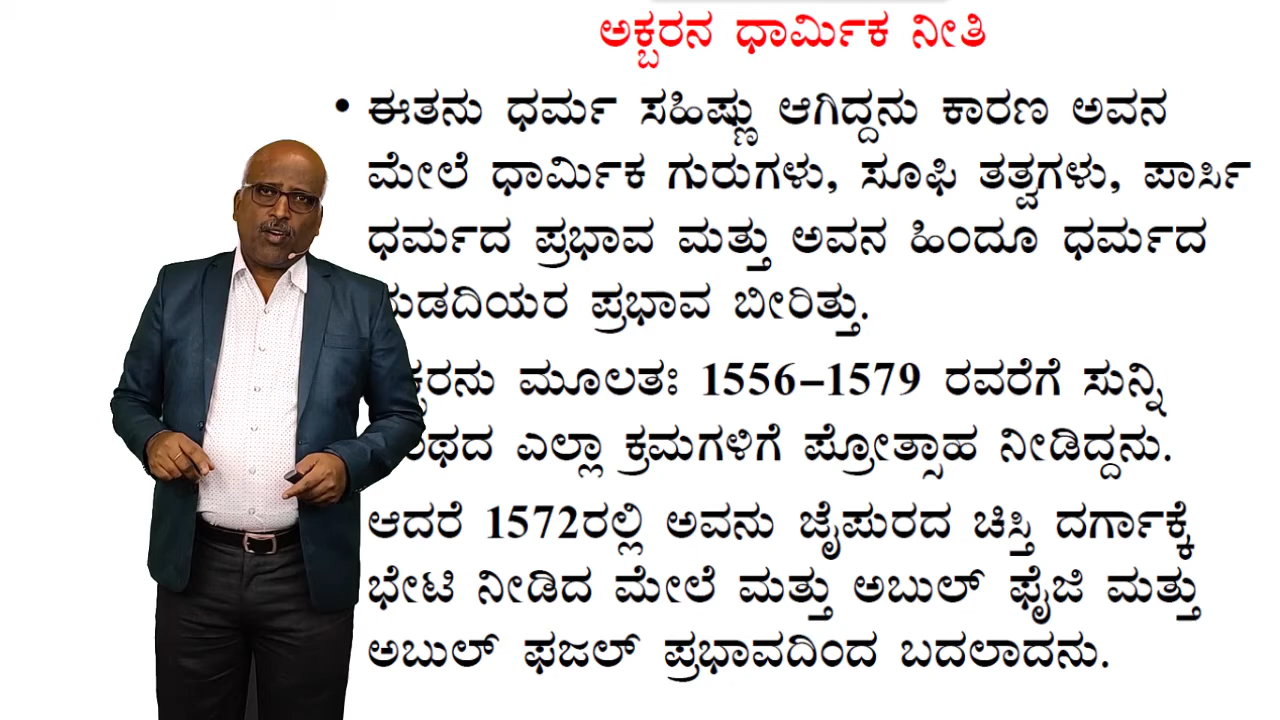 ಅಕ್ಬರನ ಧಾರ್ಮಿಕ ನೀತಿ
• ಈತನು ಧರ್ಮ ಸಹಿಷ್ಣು ಆಗಿದ್ದನು ಕಾರಣ ಅವನ
ಮೇಲೆ ಧಾರ್ಮಿಕ ಗುರುಗಳು, ಸೂಫಿ ತತ್ವಗಳು, ಪಾರ್ಸಿ
ಧರ್ಮದ ಪ್ರಭಾವ ಮತ್ತು ಅವನ ಹಿಂದೂ ಧರ್ಮದ
ಪ್ರಭಾವ ಬೀರಿತ್ತು.
ಮೂಲತಃ 1556-1579 ರವರೆಗೆ ಸುನ್ನಿ
ಎಲ್ಲಾ ಕ್ರಮಗಳಿಗೆ ಪ್ರೋತ್ಸಾಹ ನೀಡಿದ್ದನು.
ಆದರೆ 1572ರಲ್ಲಿ ಅವನು ಜೈಪುರದ ಚಿಸ್ತಿ ದರ್ಗಾಕ್ಕೆ
ಭೇಟಿ ನೀಡಿದ ಮೇಲೆ ಮತ್ತು ಅಬುಲ್ ಫೈಜಿ ಮತ್ತು
ಅಬುಲ್ ಫಜಲ್ ಪ್ರಭಾವದಿಂದ ಬದಲಾದನು.